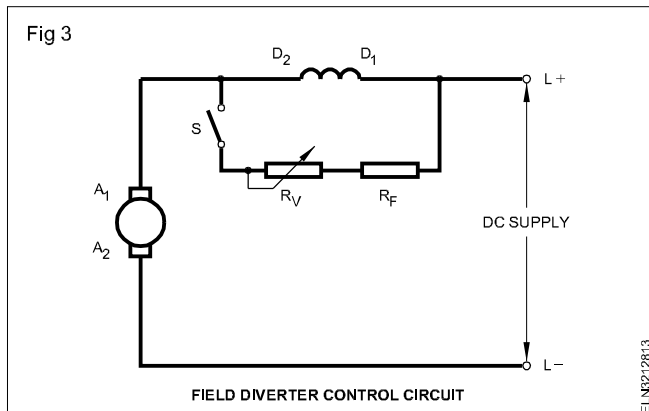 Fig 3
D2 D1
L+
S
RV RF
A1
A2
DC SUPPLY
L-
FIELD DIVERTER CONTROL CIRCUIT
ELN3212813